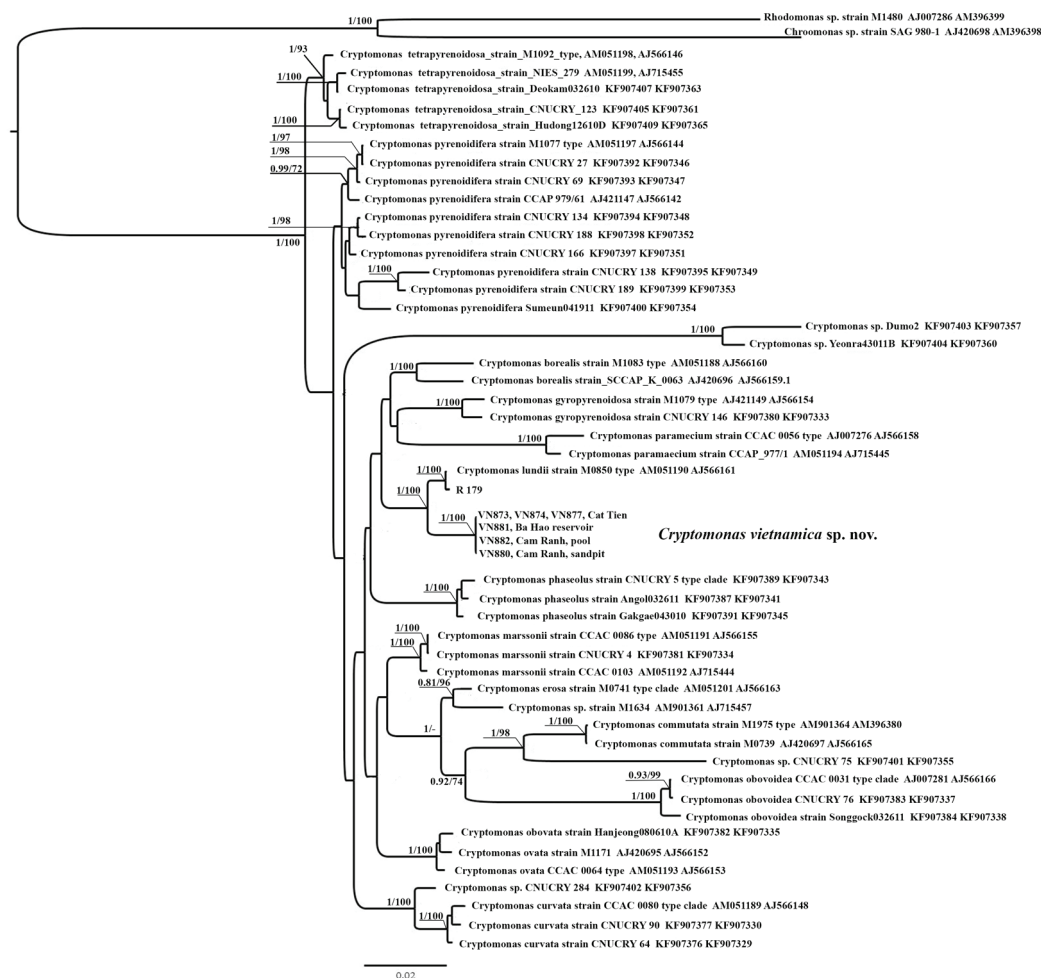 1/100
Rhodomonas sp. strain M1480 AJ007286 AM396399
Chroomonas sp. strain SAG 980-1 AJ420698 AM396398
1/93
Cryptomonas tetrapyrenoidosa_strain_M1092_type, AM051198, AJ566146
1/100
Cryptomonas tetrapyrenoidosa_strain_NIES_279 AM051199, AJ715455
Cryptomonas tetrapyrenoidosa_strain_Deokam032610 KF907407 KF907363
Cryptomonas tetrapyrenoidosa_strain_CNUCRY_123 KF907405 KF907361
1/100
Cryptomonas tetrapyrenoidosa_strain_Hudong12610D KF907409 KF907365
1/97
Cryptomonas pyrenoidifera strain M1077 type AM051197 AJ566144
1/98
Cryptomonas pyrenoidifera strain CNUCRY 27 KF907392 KF907346
0.99/72
Cryptomonas pyrenoidifera strain CNUCRY 69 KF907393 KF907347
Cryptomonas pyrenoidifera strain CCAP 979/61 AJ421147 AJ566142
1/98
Cryptomonas pyrenoidifera strain CNUCRY 134 KF907394 KF907348
1/100
Cryptomonas pyrenoidifera strain CNUCRY 188 KF907398 KF907352
Cryptomonas pyrenoidifera strain CNUCRY 166 KF907397 KF907351
1/100
Cryptomonas pyrenoidifera strain CNUCRY 138 KF907395 KF907349
Cryptomonas pyrenoidifera strain CNUCRY 189 KF907399 KF907353
Cryptomonas pyrenoidifera Sumeun041911 KF907400 KF907354
1/100
Cryptomonas sp. Dumo2 KF907403 KF907357
Cryptomonas sp. Yeonra43011B KF907404 KF907360
1/100
Cryptomonas borealis strain M1083 type AM051188 AJ566160
Cryptomonas borealis strain_SCCAP_K_0063 AJ420696 AJ566159.1
1/100
Cryptomonas gyropyrenoidosa strain M1079 type AJ421149 AJ566154
Cryptomonas gyropyrenoidosa strain CNUCRY 146 KF907380 KF907333
1/100
Cryptomonas paramecium strain CCAC 0056 type AJ007276 AJ566158
Cryptomonas paramaecium strain CCAP_977/1 AM051194 AJ715445
1/100
Cryptomonas lundii strain M0850 type AM051190 AJ566161
1/100
R 179
1/100
VN873, VN874, VN877, Cat Tien
VN881, Ba Hao reservoir
VN882, Cam Ranh, pool
VN880, Cam Ranh, sandpit
Cryptomonas vietnamica sp. nov.
1/100
Cryptomonas phaseolus strain CNUCRY 5 type clade KF907389 KF907343
Cryptomonas phaseolus strain Angol032611 KF907387 KF907341
Cryptomonas phaseolus strain Gakgae043010 KF907391 KF907345
1/100
Cryptomonas marssonii strain CCAC 0086 type AM051191 AJ566155
1/100
Cryptomonas marssonii strain CNUCRY 4 KF907381 KF907334
Cryptomonas marssonii strain CCAC 0103 AM051192 AJ715444
0.81/96
Cryptomonas erosa strain M0741 type clade AM051201 AJ566163
Cryptomonas sp. strain M1634 AM901361 AJ715457
1/-
1/100
Cryptomonas commutata strain M1975 type AM901364 AM396380
1/98
Cryptomonas commutata strain M0739 AJ420697 AJ566165
Cryptomonas sp. CNUCRY 75 KF907401 KF907355
0.92/74
0.93/99
Cryptomonas obovoidea CCAC 0031 type clade AJ007281 AJ566166
1/100
Cryptomonas obovoidea CNUCRY 76 KF907383 KF907337
Cryptomonas obovoidea strain Songgock032611 KF907384 KF907338
Cryptomonas obovata strain Hanjeong080610A KF907382 KF907335
1/100
Cryptomonas ovata strain M1171 AJ420695 AJ566152
Cryptomonas ovata CCAC 0064 type AM051193 AJ566153
Cryptomonas sp. CNUCRY 284 KF907402 KF907356
1/100
Cryptomonas curvata strain CCAC 0080 type clade AM051189 AJ566148
1/100
Cryptomonas curvata strain CNUCRY 90 KF907377 KF907330
Cryptomonas curvata strain CNUCRY 64 KF907376 KF907329
0.02